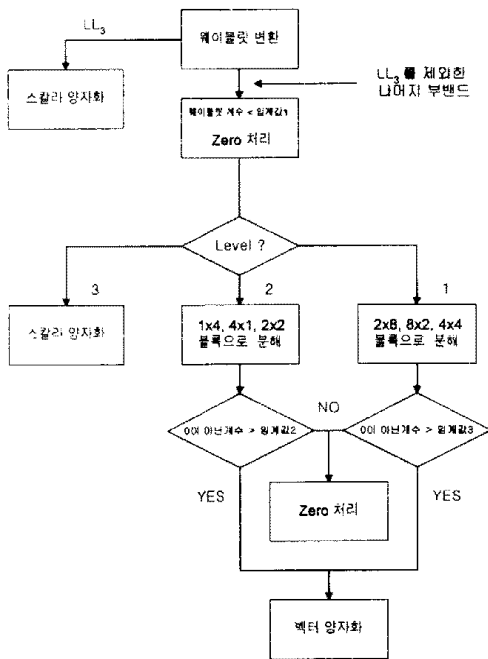 LL3
웨이블릿 변환
스칼라 양자화
LL3를 제외한
나머지 부밴드
웨이블릿 계수 < 임계값1
Zero 처리
Level ?
3
2
1
스칼라 양자화
1x4, 4x1, 2x2
블록으로 분해
2x8, 8x2, 4x4
블록으로 분해
0이 아닌계수 > 임계값2
NO
0이 아닌계수 > 임계값3
YES
Zero 처리
YES
벡터 양자화